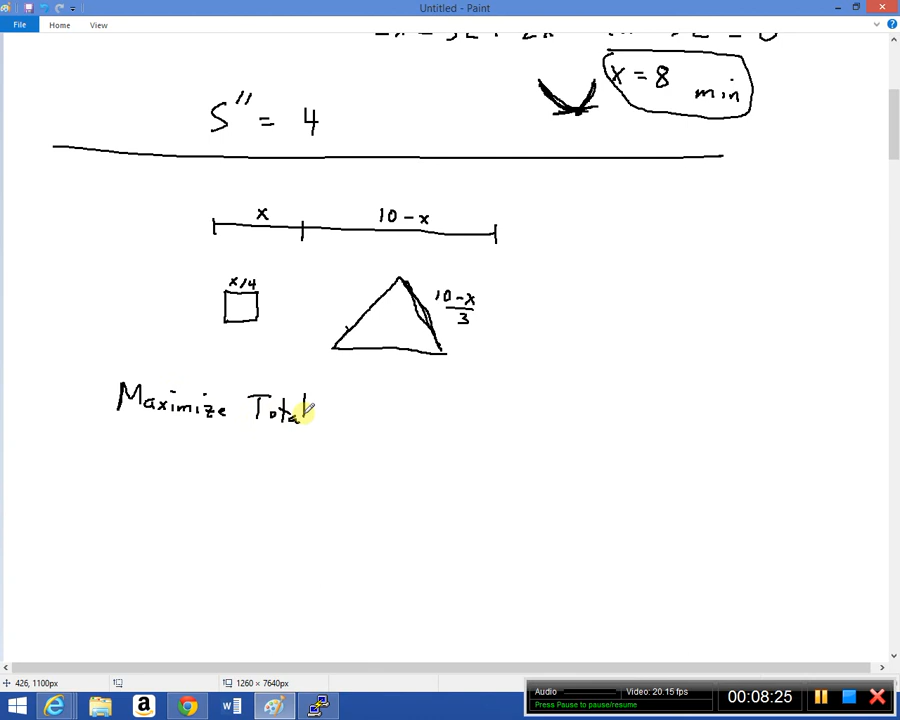 Untitled - Paint
File Home View
x = 8
min
S'' = 4
x 10 - x
x/4
10 - x
3
Maximize Total
426, 1100px
1260 × 7640px
Audio
Video: 20.15 fps
Press Pause to pause/resume
00:08:25